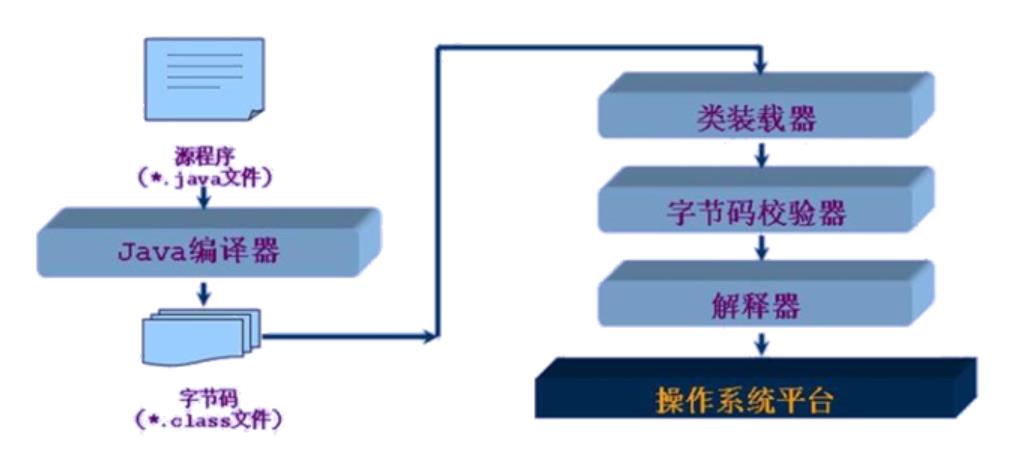 源程序
(*.java文件)
Java编译器
字节码
(*.class文件)
类装载器
字节码校验器
解释器
操作系统平台